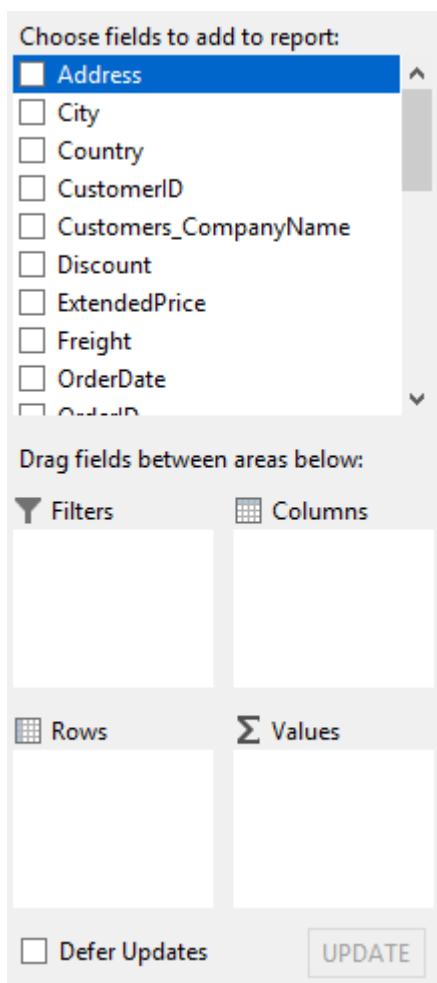 Choose fields to add to report:
Address
City
Country
CustomerID
Customers_CompanyName
Discount
ExtendedPrice
Freight
OrderDate
OrderID
Drag fields between areas below:
Filters
Columns
Rows
Values
Defer Updates
UPDATE